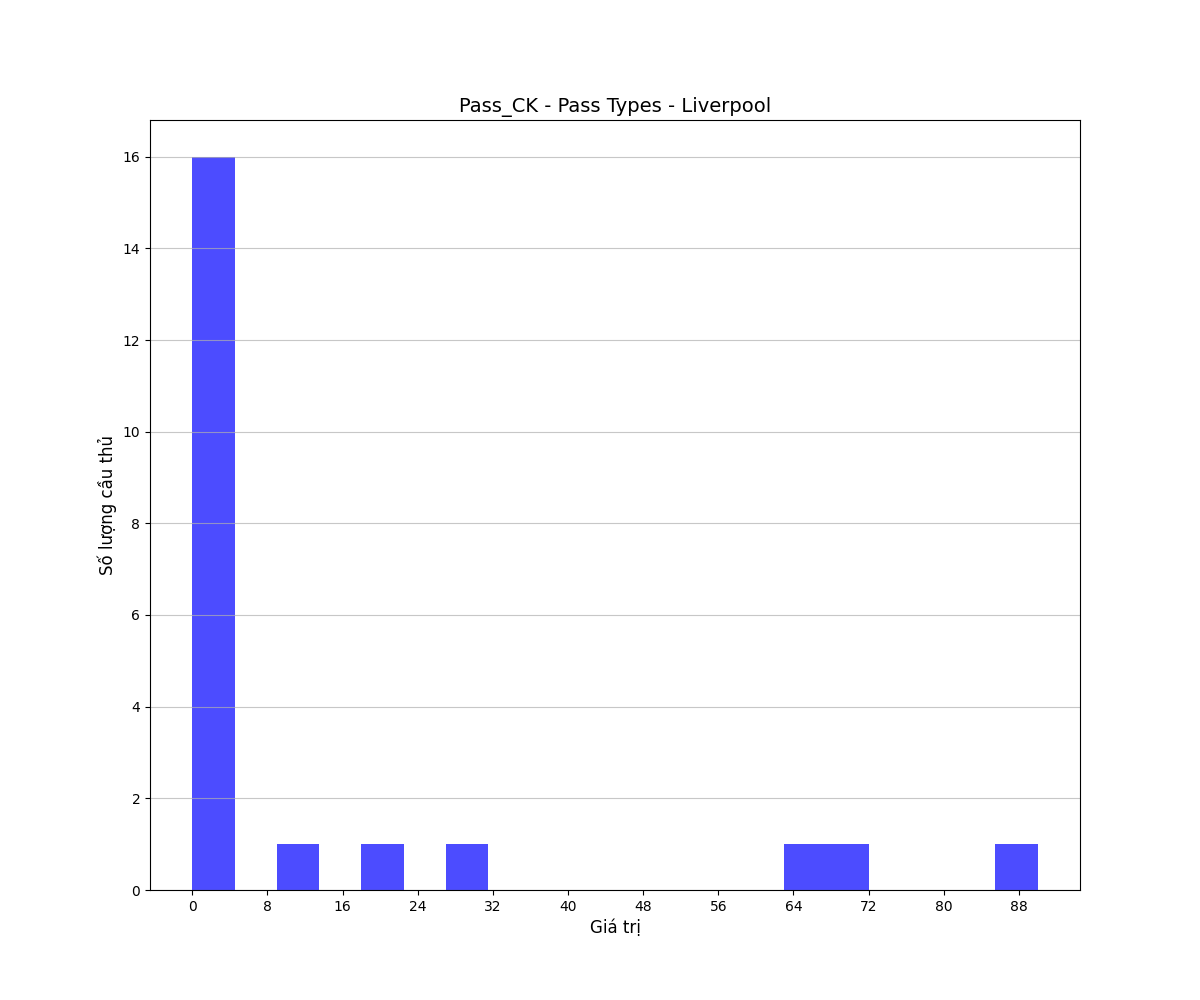 Pass_CK - Pass Types - Liverpool
16
14
12
10
8
6
4
2
0
Số lượng cầu thủ
0 8 16 24 32 40 48 56 64 72 80 88
Giá trị